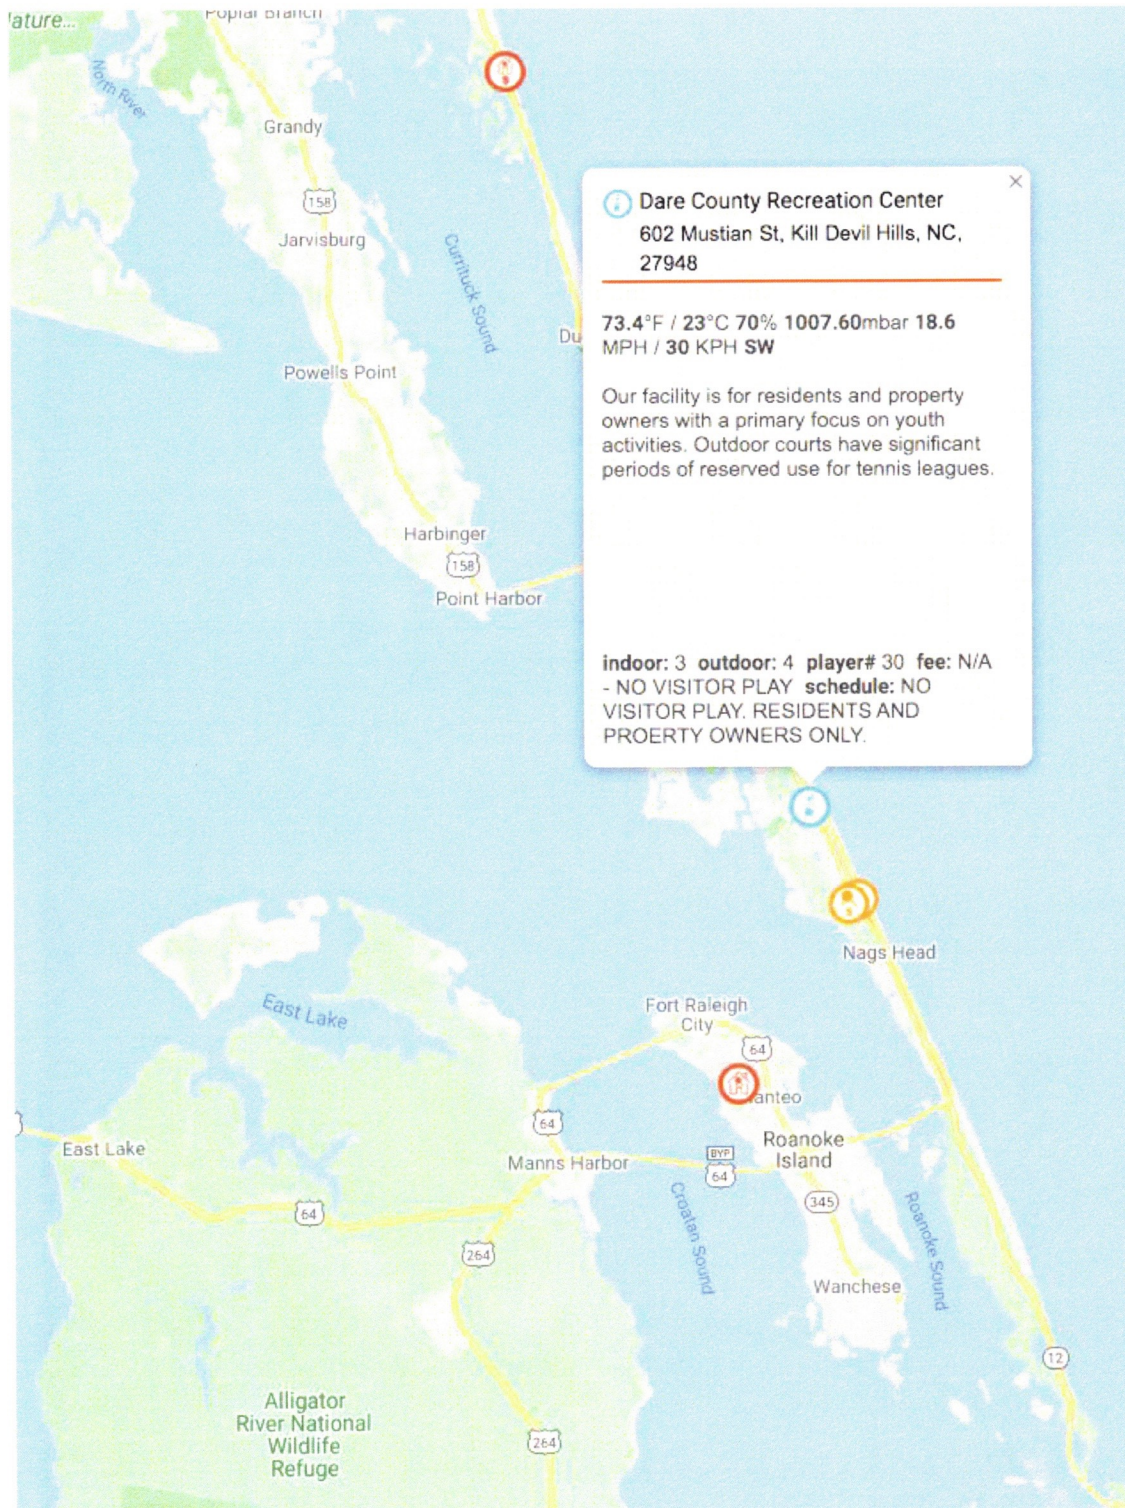 ature...
Poplar Branch
North River
Grandy
158
Jarvisburg
Currituck Sound
Du
Powells Point
Harbinger
158
Point Harbor
Dare County Recreation Center
602 Mustian St, Kill Devil Hills, NC,
27948
73.4°F / 23°C 70% 1007.60mbar 18.6
MPH / 30 KPH SW
Our facility is for residents and property
owners with a primary focus on youth
activities. Outdoor courts have significant
periods of reserved use for tennis leagues.
indoor: 3 outdoor: 4 player# 30 fee: N/A
- NO VISITOR PLAY schedule: NO
VISITOR PLAY. RESIDENTS AND
PROERTY OWNERS ONLY.
Nags Head
East Lake
Fort Raleigh
City
64
anteo
64
East Lake
Manns Harbor
BYP
64
Roanoke
Island
345
64
264
Croatan Sound
Roanoke Sound
Wanchese
12
Alligator
River National
Wildlife
Refuge
264